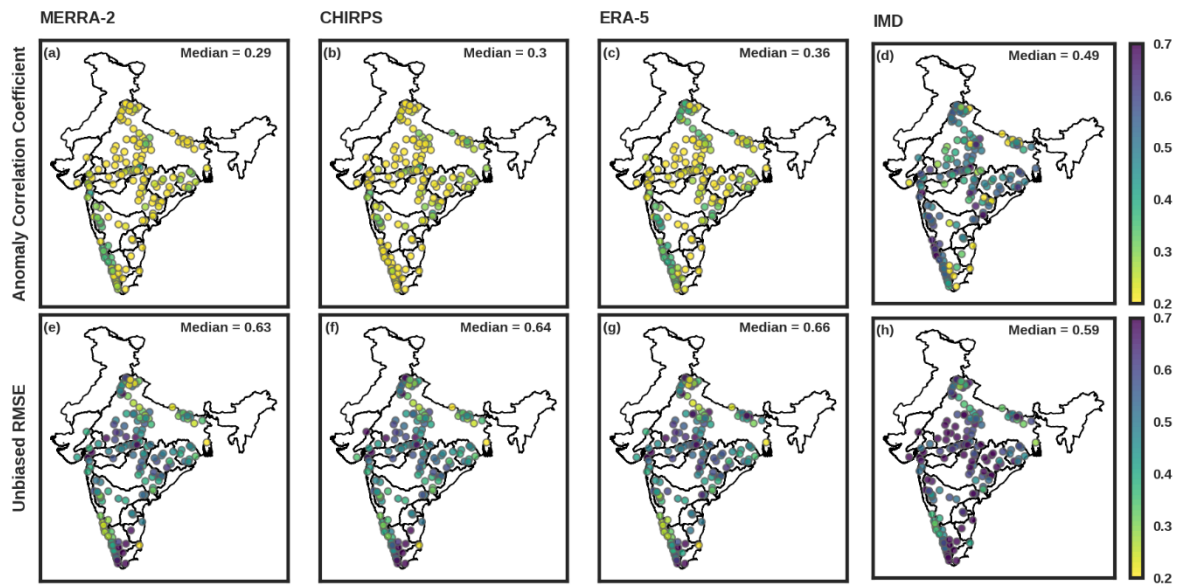 MERRA-2 CHIRPS ERA-5 IMD
Anomaly Correlation Coefficient
(a) Median = 0.29
(b) Median = 0.3
(c) Median = 0.36
(d) Median = 0.49
0.7
0.6
0.5
0.4
0.3
0.2
Unbiased RMSE
(e) Median = 0.63
(f) Median = 0.64
(g) Median = 0.66
(h) Median = 0.59
0.7
0.6
0.5
0.4
0.3
0.2